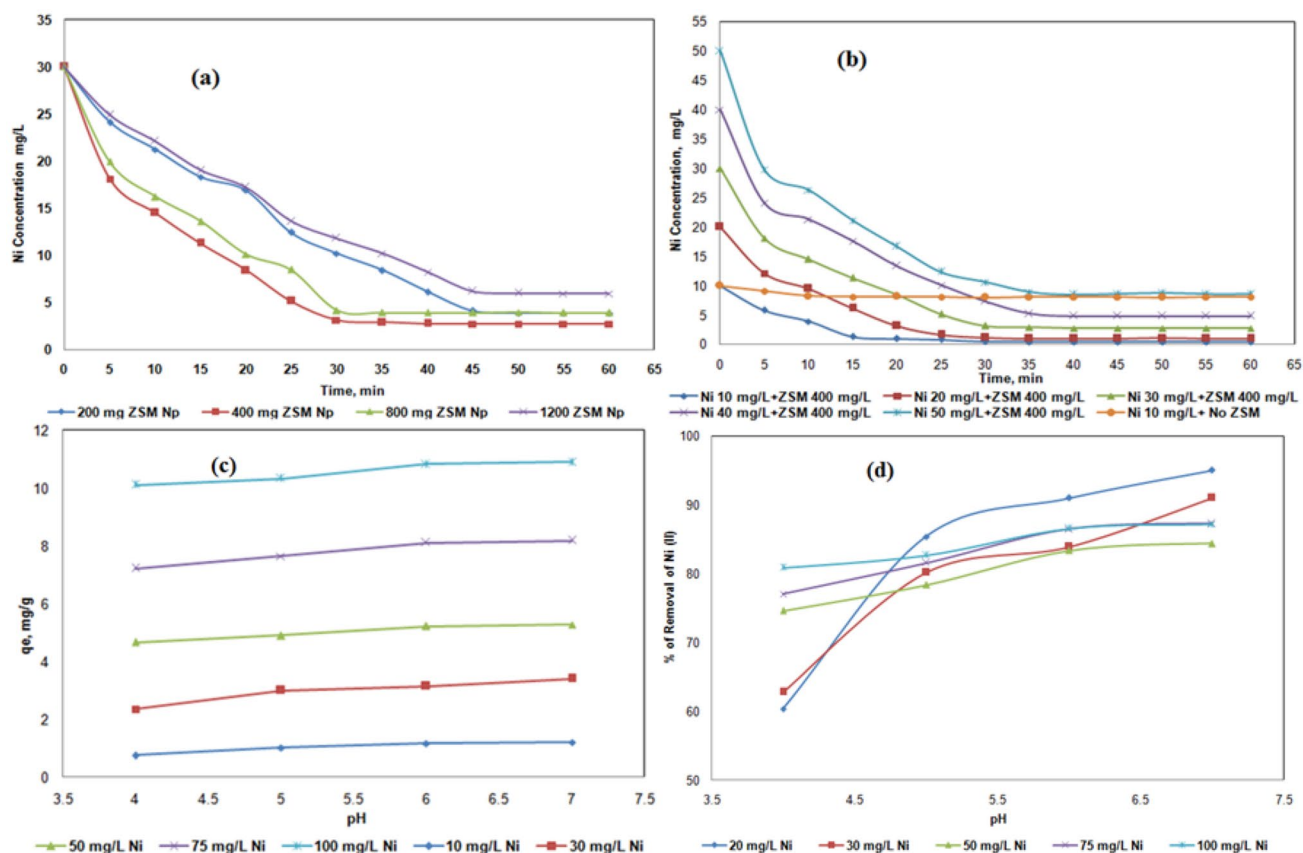 (a)
Ni Concentration mg/L
35
30
25
20
15
10
5
0
0 5 10 15 20 25 30 35 40 45 50 55 60 65
Time, min
200 mg ZSM Np 400 mg ZSM Np 800 mg ZSM Np 1200 ZSM Np
(b)
Ni Concentration, mg/L
55
50
45
40
35
30
25
20
15
10
5
0
0 5 10 15 20 25 30 35 40 45 50 55 60 65
Time, min
Ni 10 mg/L+ZSM 400 mg/L Ni 20 mg/L+ZSM 400 mg/L Ni 30 mg/L+ZSM 400 mg/L
Ni 40 mg/L+ZSM 400 mg/L Ni 50 mg/L+ZSM 400 mg/L Ni 10 mg/L+ No ZSM
(c)
qe, mg/g
12
10
8
6
4
2
0
3.5 4 4.5 5 5.5 6 6.5 7 7.5
pH
50 mg/L Ni 75 mg/L Ni 100 mg/L Ni 10 mg/L Ni 30 mg/L Ni
(d)
% of Removal of Ni (II)
100
90
80
70
60
50
3.5 4.5 5.5 6.5 7.5
pH
20 mg/L Ni 30 mg/L Ni 50 mg/L Ni 75 mg/L Ni 100 mg/L Ni